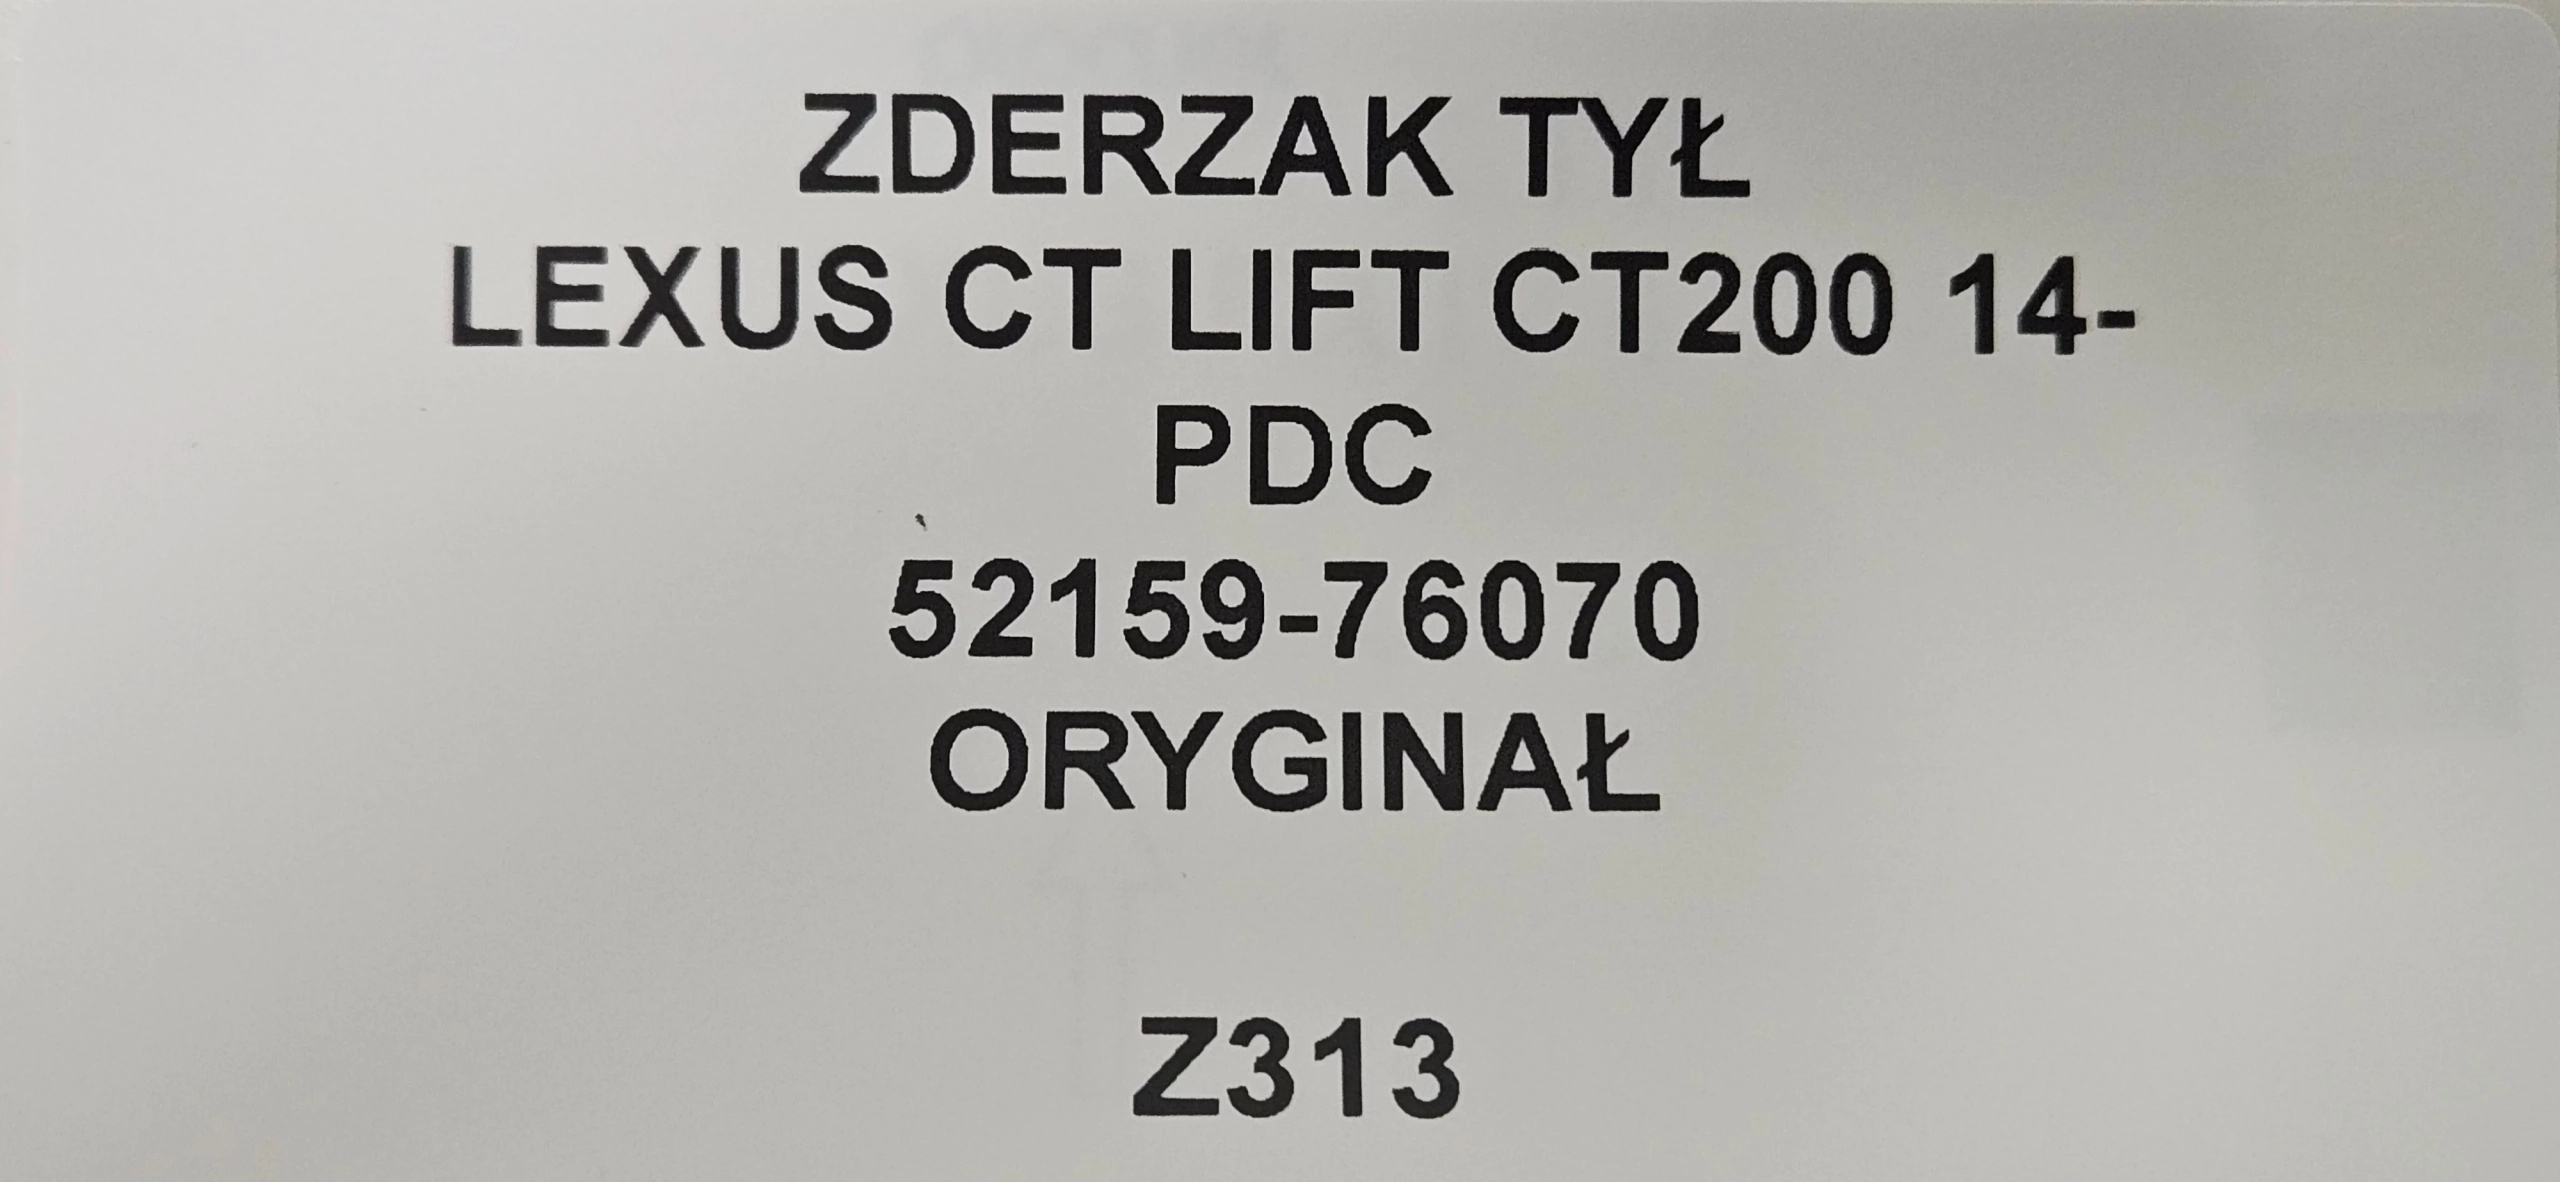 ZDERZAK TYŁ
LEXUS CT LIFT CT200 14-
PDC
52159-76070
ORYGINAŁ
Z313